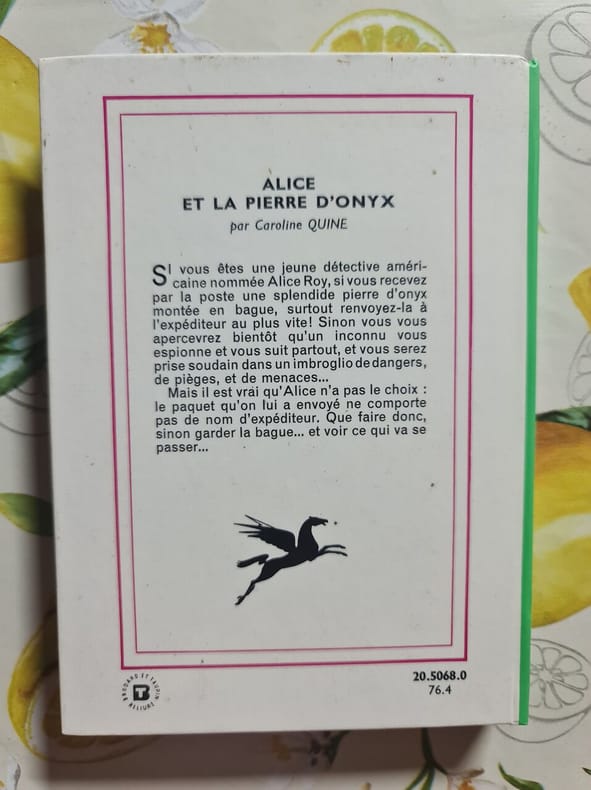 ALICE
ET LA PIERRE D'ONYX
par Caroline QUINE
SI vous êtes une jeune détective améri-
caine nommée Alice Roy, si vous recevez
par la poste une splendide pierre d'onyx
montée en bague, surtout renvoyez-la à
l'expéditeur au plus vite! Sinon vous vous
apercevrez bientôt qu'un inconnu vous
espionne et vous suit partout, et vous serez
prise soudain dans un imbroglio de dangers,
de pièges, et de menaces...
Mais il est vrai qu'Alice n'a pas le choix :
le paquet qu'on lui a envoyé ne comporte
pas de nom d'expéditeur. Que faire donc,
sinon garder la bague... et voir ce qui va se
passer...
BRODARD ET TAUPIN
BT
RELIURE
20.5068.0
76.4